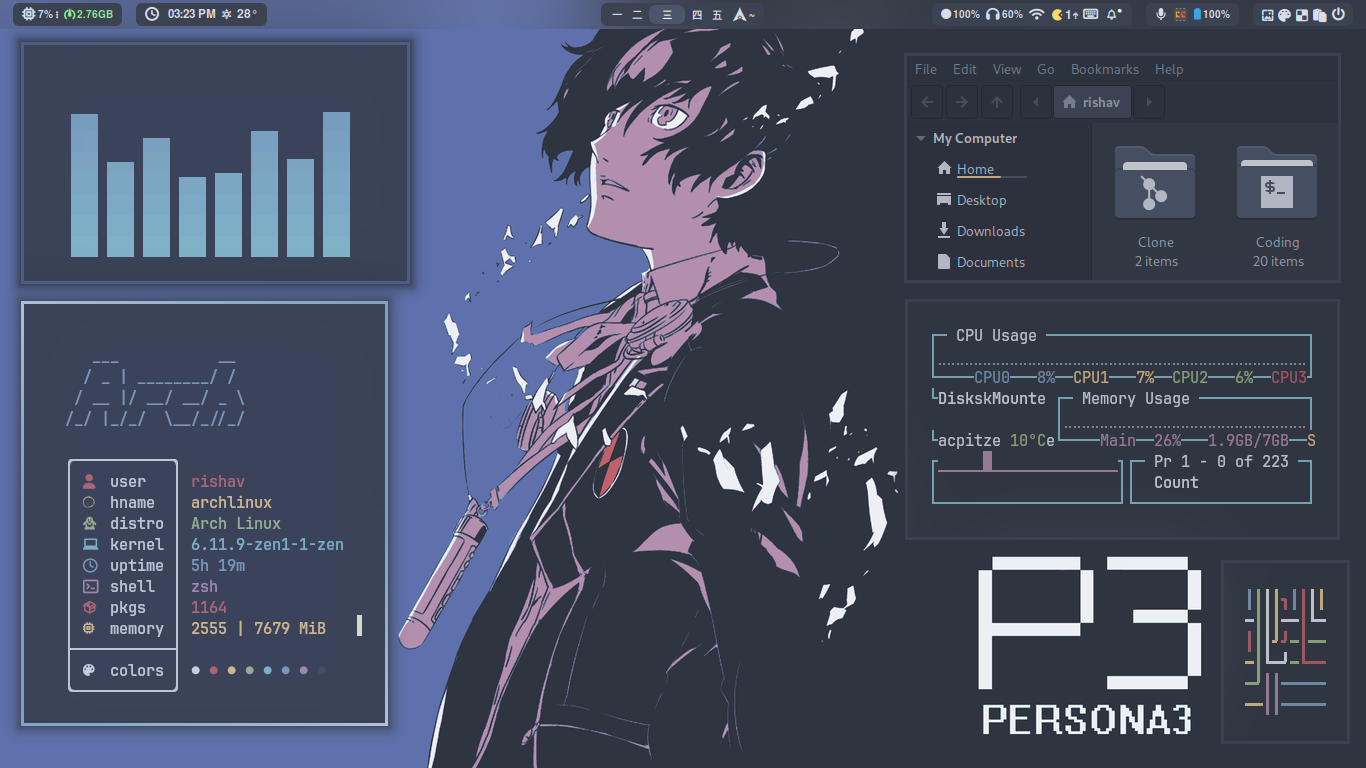 7% 2.76GB
03:23 PM 28°
一 二 三 四 五 ~
100% 60% 1↑
100%
File Edit View Go Bookmarks Help
rishav
My Computer
Home
Desktop
Downloads
Documents
Clone
2 items
$_
Coding
20 items
user rishav
hname archlinux
distro Arch Linux
kernel 6.11.9-zen1-1-zen
uptime 5h 19m
shell zsh
pkgs 1164
memory 2555 | 7679 MiB
colors
CPU Usage
CPU0 8% CPU1 7% CPU2 6% CPU3
DiskskMounte Memory Usage
acpitze 10°Ce Main 26% 1.9GB/7GB S
Pr 1 - 0 of 223
Count
P3
PERSONA3